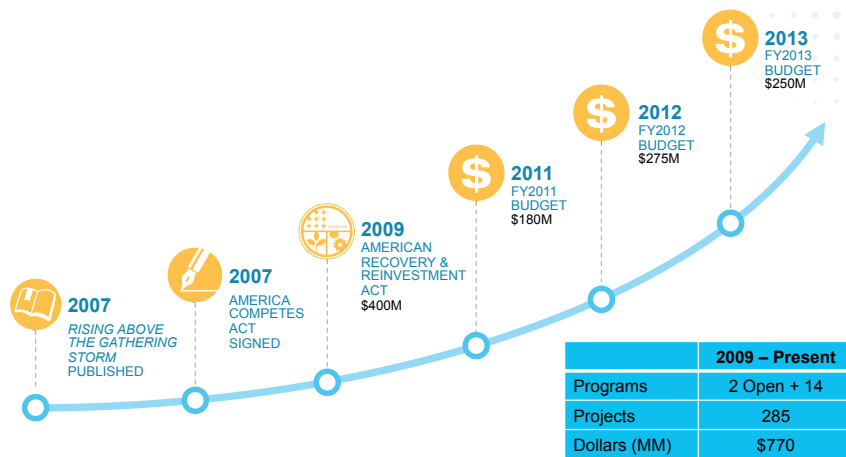 2007
RISING ABOVE
THE GATHERING
STORM
PUBLISHED
2007
AMERICA
COMPETES
ACT
SIGNED
2009
AMERICAN
RECOVERY &
REINVESTMENT
ACT
$400M
$
2011
FY2011
BUDGET
$180M
$
2012
FY2012
BUDGET
$275M
$
2013
FY2013
BUDGET
$250M
2009 – Present
Programs 2 Open + 14
Projects 285
Dollars (MM) $770